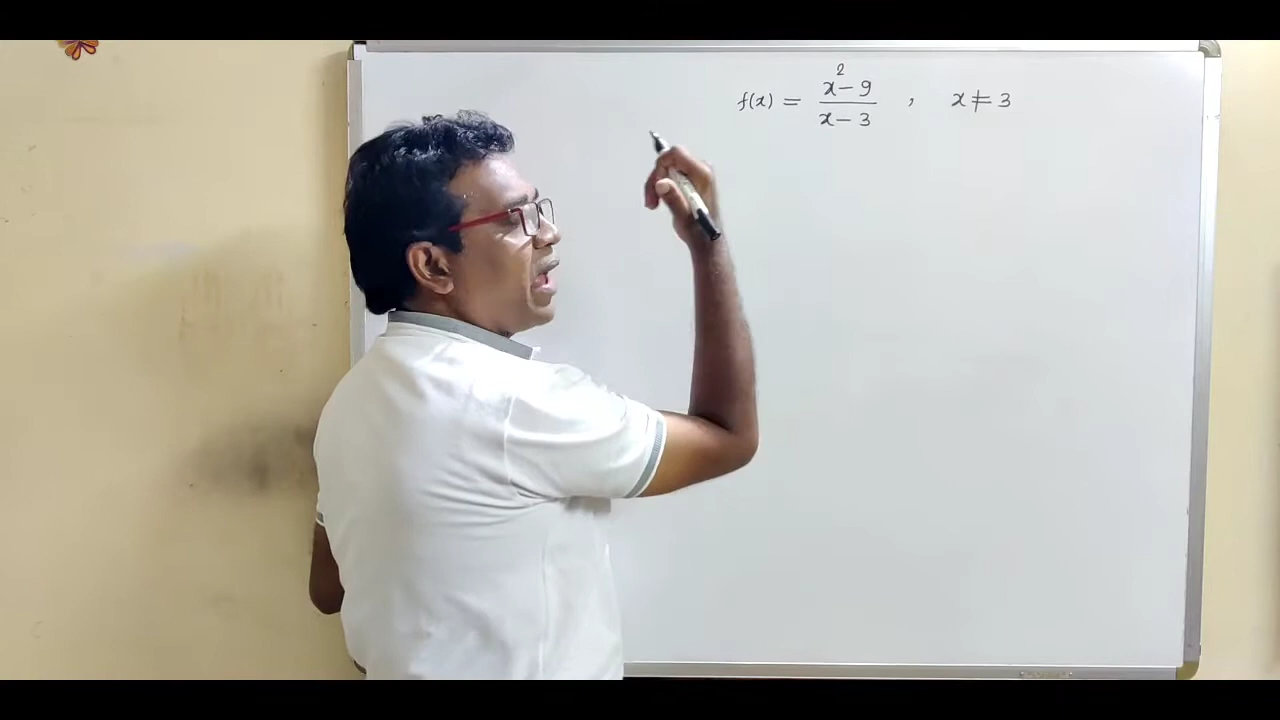 f(x) = x² - 9 / x - 3 , x ≠ 3